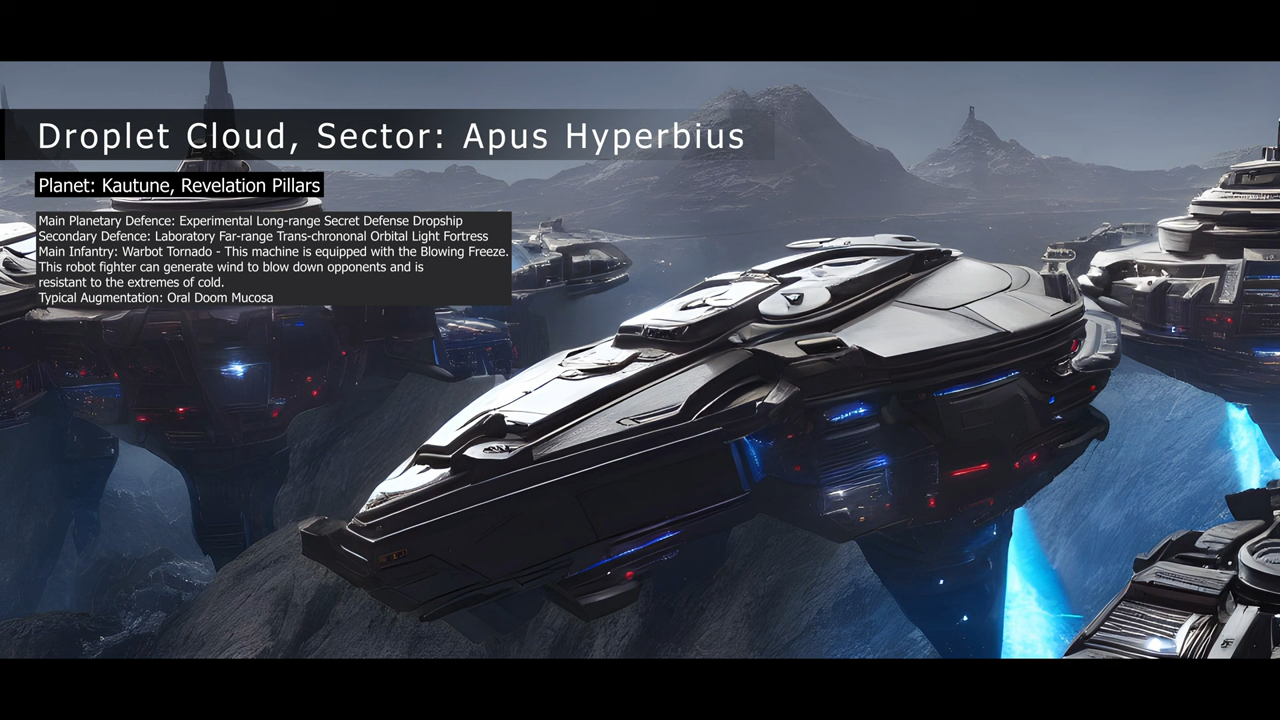 Droplet Cloud, Sector: Apus Hyperbius
Planet: Kautune, Revelation Pillars
Main Planetary Defence: Experimental Long-range Secret Defense Dropship
Secondary Defence: Laboratory Far-range Trans-chrononal Orbital Light Fortress
Main Infantry: Warbot Tornado - This machine is equipped with the Blowing Freeze.
This robot fighter can generate wind to blow down opponents and is
resistant to the extremes of cold.
Typical Augmentation: Oral Doom Mucosa